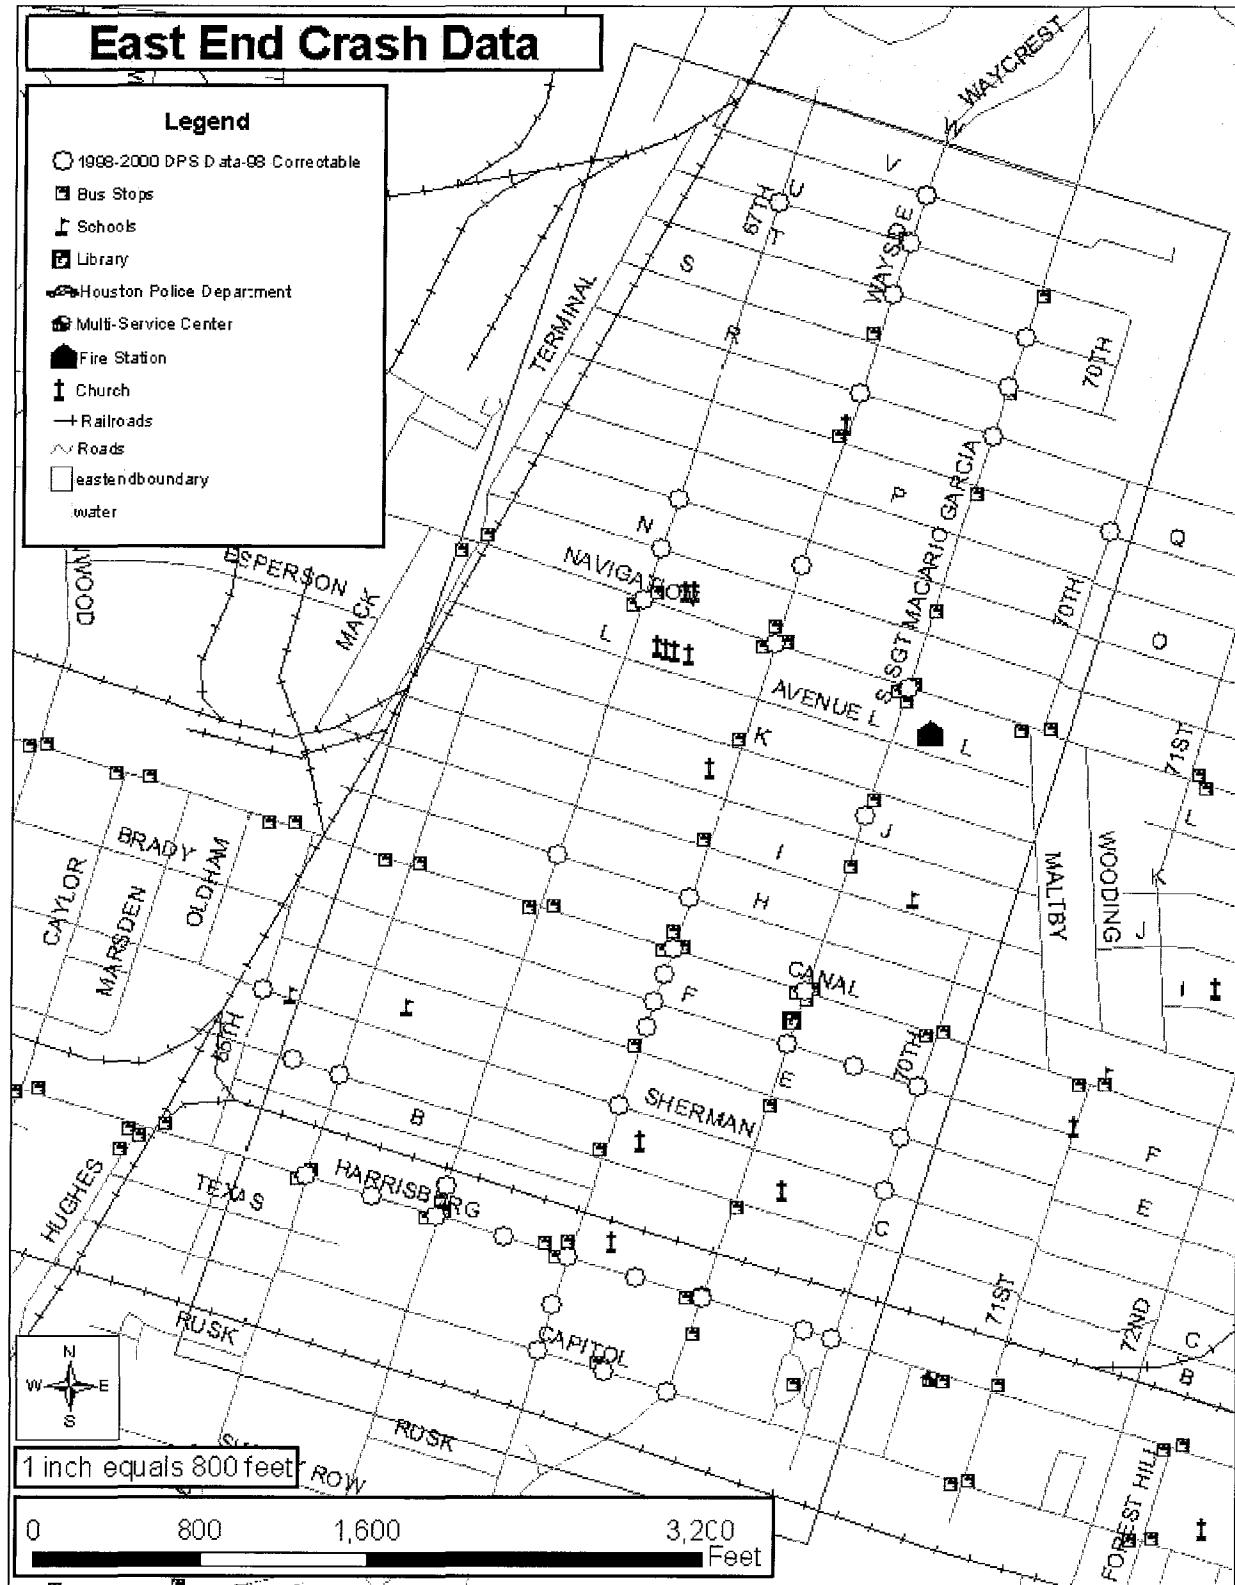 East End Crash Data
Legend
1998-2000 DPS Data-98 Correctable
Bus Stops
Schools
Library
Houston Police Department
Multi-Service Center
Fire Station
Church
Railroads
Roads
eastendboundary
water
WAYCREST
N
V
U
67TH
T
WAYSIDE
S
R
TERMINAL
70TH
S SGT MACARIO GARCIA
P
Q
N
NAVIGATION
ESPERSON
WOOD
MACK
70TH
O
L
AVENUE L
L
K
71ST
L
J
BRADY
OLDHAM
CAYLOR
MARSDEN
I
H
MALTBY
WOODING
K
J
I
CANAL
F
65TH
70TH
E
SHERMAN
B
F
E
HARRISBURG
TEXAS
HUGHES
C
71ST
72ND
C
B
RUSK
CAPITOL
N
W E
S
RUSK
ROW
FOREST HILL
1 inch equals 800 feet
0 800 1,600 3,200
Feet